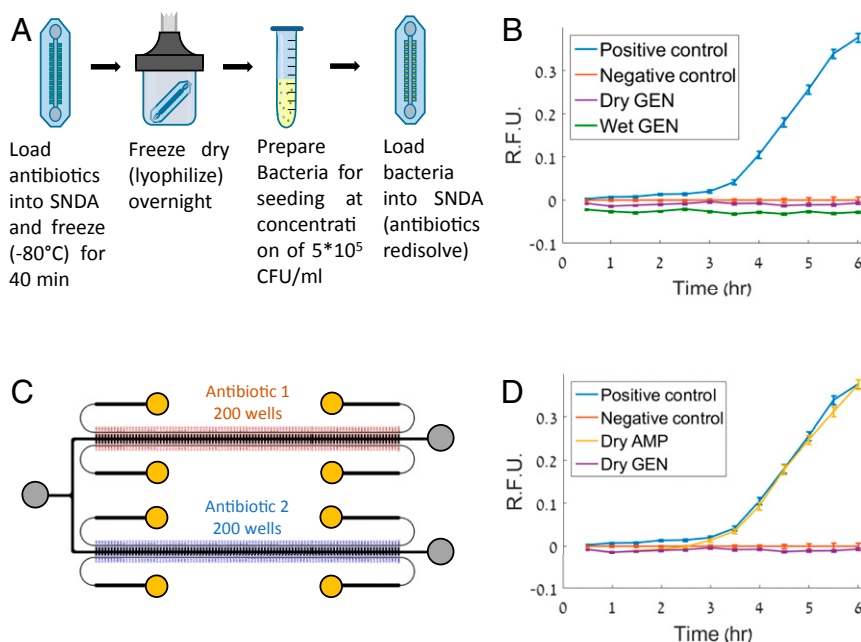 A
Load
antibiotics
into SNDA
and freeze
(-80°C) for
40 min
Freeze dry
(lyophilize)
overnight
Prepare
Bacteria for
seeding at
concentrati
on of 5*10⁵
CFU/ml
Load
bacteria
into SNDA
(antibiotics
redisolve)
B
Positive control
Negative control
Dry GEN
Wet GEN
R.F.U.
0.3
0.2
0.1
0
-0.1
0 1 2 3 4 5 6
Time (hr)
C
Antibiotic 1
200 wells
Antibiotic 2
200 wells
D
Positive control
Negative control
Dry AMP
Dry GEN
R.F.U.
0.3
0.2
0.1
0
-0.1
0 1 2 3 4 5 6
Time (hr)